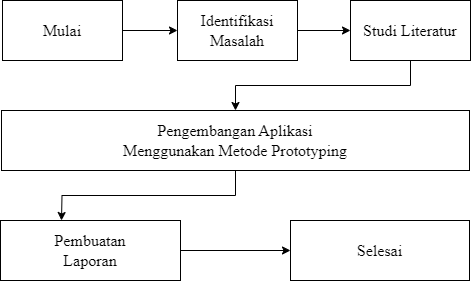 Mulai
Identifikasi
Masalah
Studi Literatur
Pengembangan Aplikasi
Menggunakan Metode Prototyping
Pembuatan
Laporan
Selesai